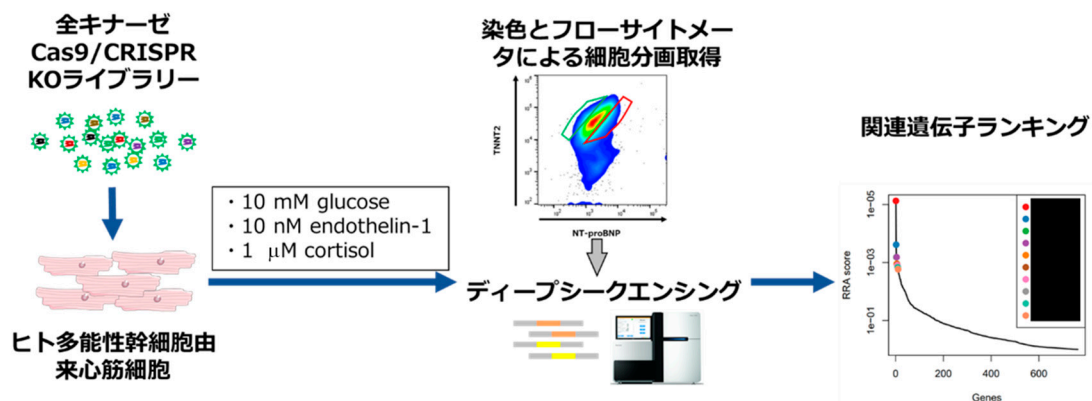 全キナーゼ
Cas9/CRISPR
KOライブラリー
ヒト多能性幹細胞由
来心筋細胞
・10 mM glucose
・10 nM endothelin-1
・1 μM cortisol
染色とフローサイトメー
タによる細胞分画取得
TNNT2
NT-proBNP
ディープシークエンシング
関連遺伝子ランキング
RRA score
1e-05
1e-03
1e-01
0
200
400
600
Genes